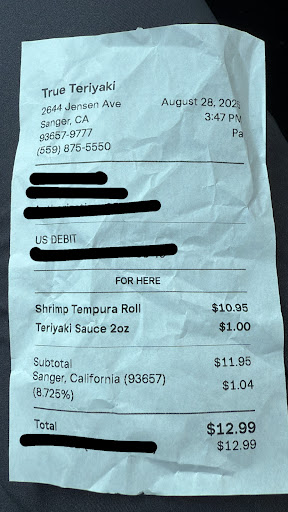 True Teriyaki
2644 Jensen Ave
Sanger, CA
93657-9777
(559) 875-5550
August 28, 2025
3:47 PM
Pa
US DEBIT
FOR HERE
Shrimp Tempura Roll $10.95
Teriyaki Sauce 2oz $1.00
Subtotal $11.95
Sanger, California (93657) $1.04
(8.725%)
Total $12.99
$12.99